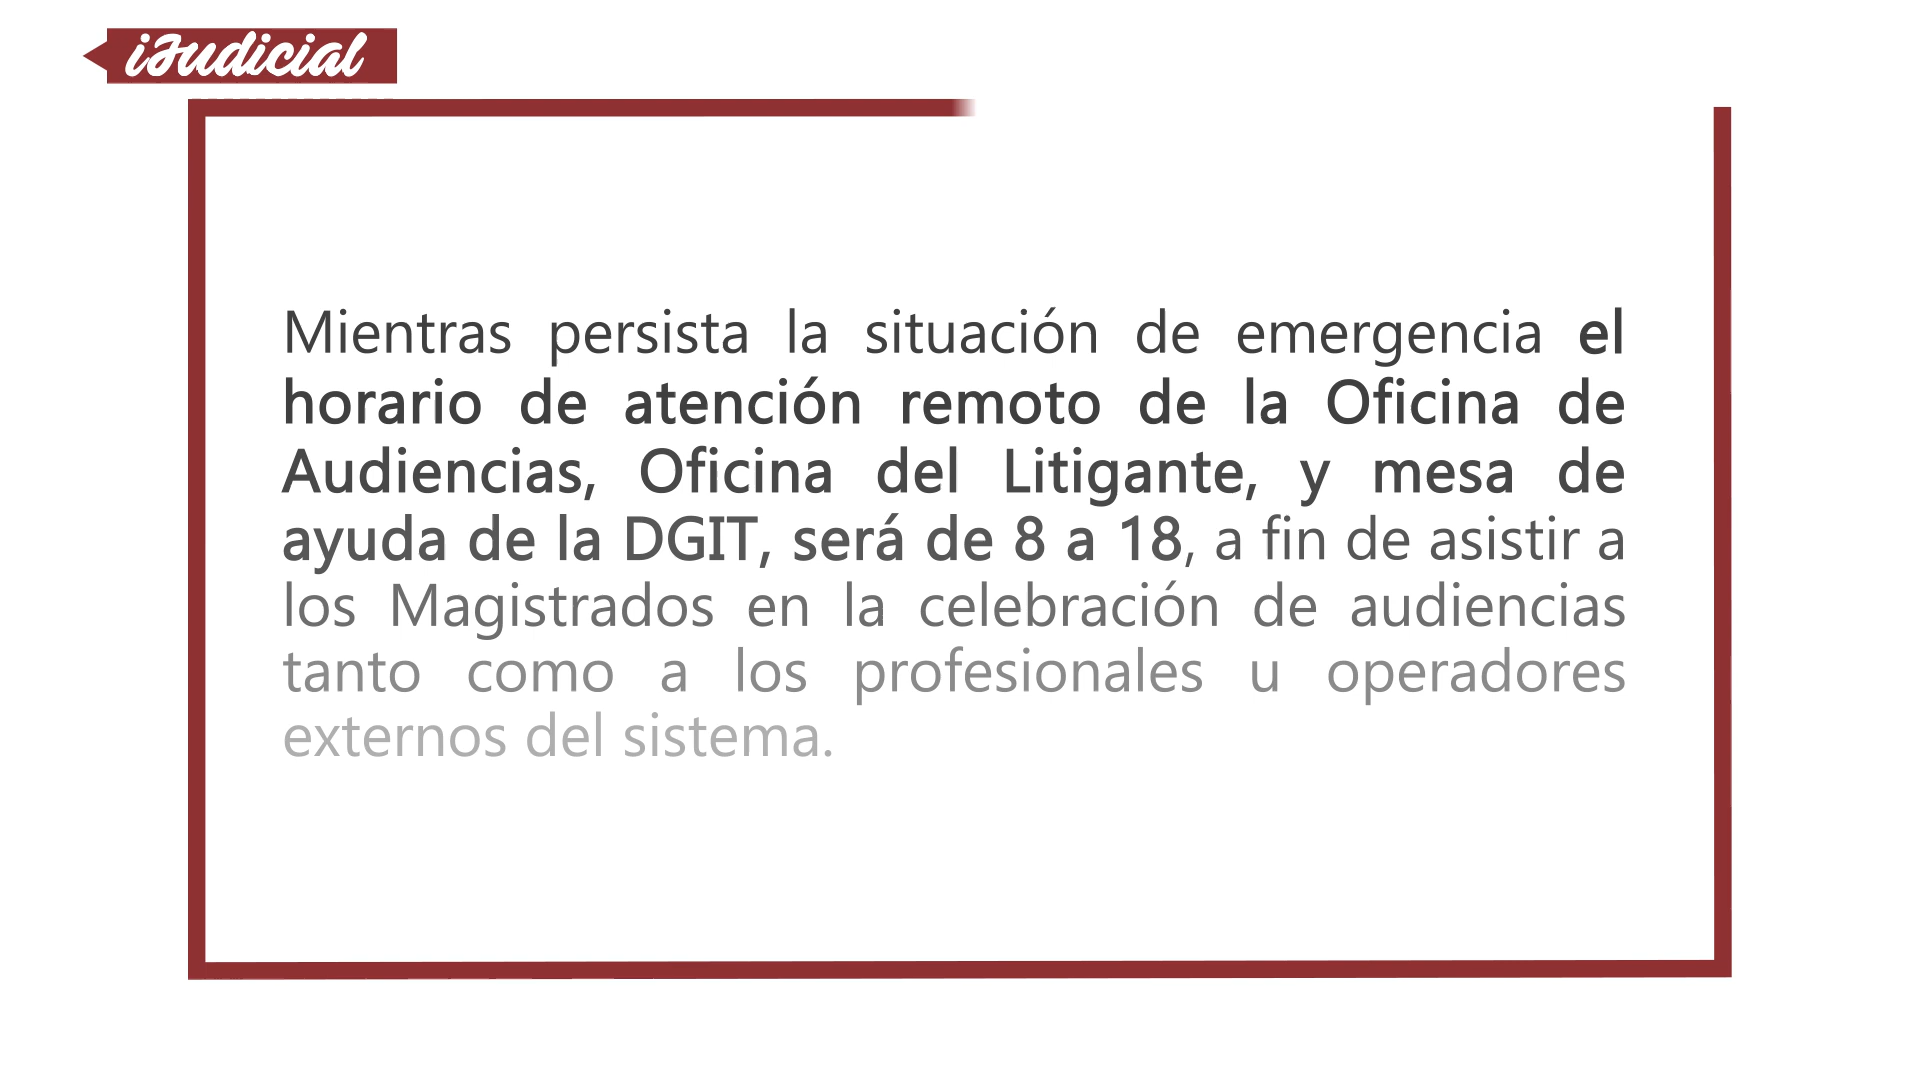 iJudicial
Mientras persista la situación de emergencia el
horario de atención remoto de la Oficina de
Audiencias, Oficina del Litigante, y mesa de
ayuda de la DGIT, será de 8 a 18, a fin de asistir a
los Magistrados en la celebración de audiencias
tanto como a los profesionales u operadores
externos del sistema.